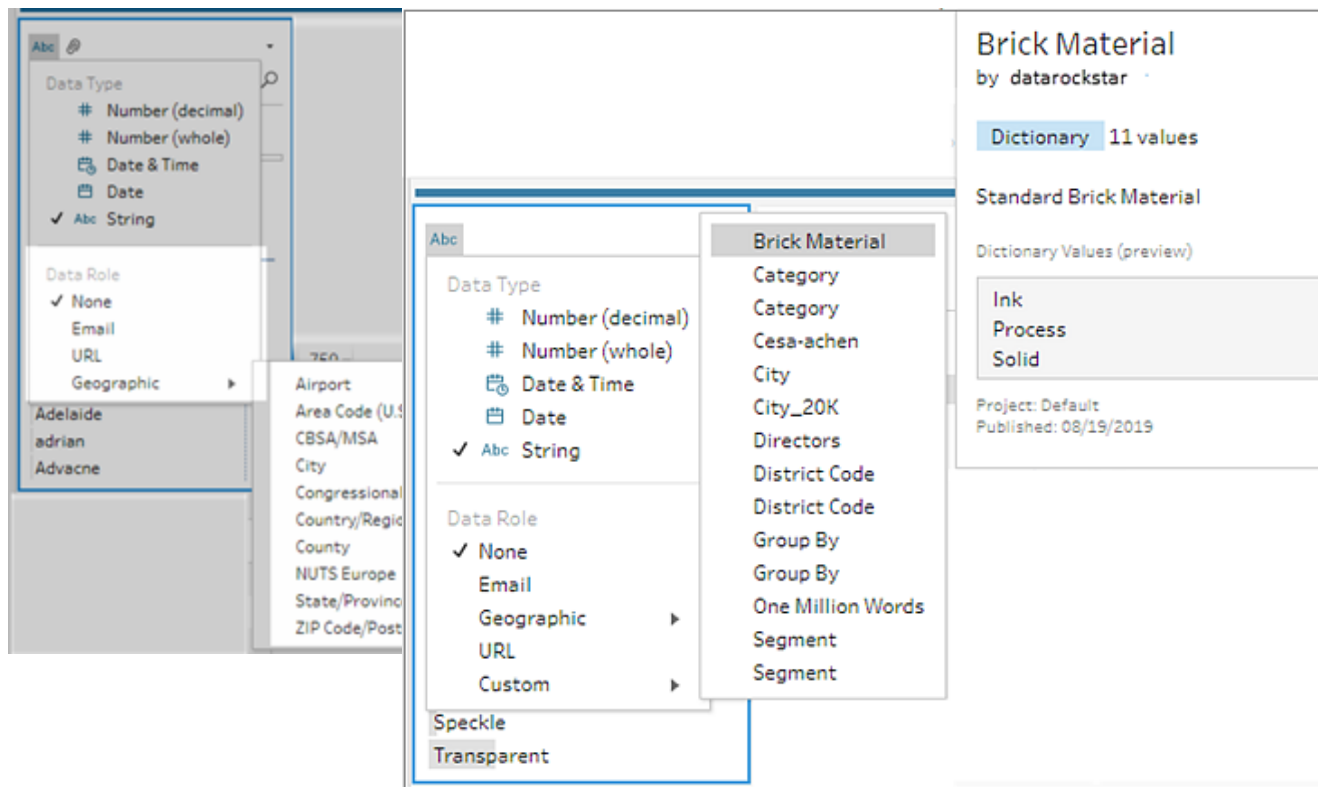 Abc
Data Type
# Number (decimal)
# Number (whole)
Date & Time
Date
✓ Abc String
Data Role
✓ None
Email
URL
Geographic
Adelaide
adrian
Advacne
Airport
Area Code (U.S
CBSA/MSA
City
Congressional
Country/Regio
County
NUTS Europe
State/Province
ZIP Code/Post
Abc
Data Type
# Number (decimal)
# Number (whole)
Date & Time
Date
✓ Abc String
Data Role
✓ None
Email
Geographic
URL
Custom
Speckle
Transparent
Brick Material
Category
Category
Cesa-achen
City
City_20K
Directors
District Code
District Code
Group By
Group By
One Million Words
Segment
Segment
Brick Material
by datarockstar
Dictionary 11 values
Standard Brick Material
Dictionary Values (preview)
Ink
Process
Solid
Project: Default
Published: 08/19/2019